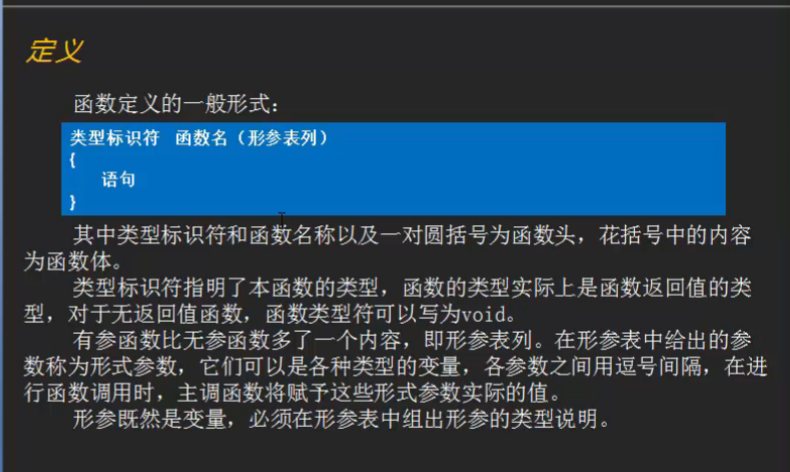 定义
函数定义的一般形式：
类型标识符 函数名（形参表列）
{
语句
}
其中类型标识符和函数名称以及一对圆括号为函数头，花括号中的内容
为函数体。
类型标识符指明了本函数的类型，函数的类型实际上是函数返回值的类
型，对于无返回值函数，函数类型符可以写为void。
有参函数比无参函数多了一个内容，即形参表列。在形参表中给出的参
数称为形式参数，它们可以是各种类型的变量，各参数之间用逗号间隔，在进
行函数调用时，主调函数将赋予这些形式参数实际的值。
形参既然是变量，必须在形参表中组出形参的类型说明。